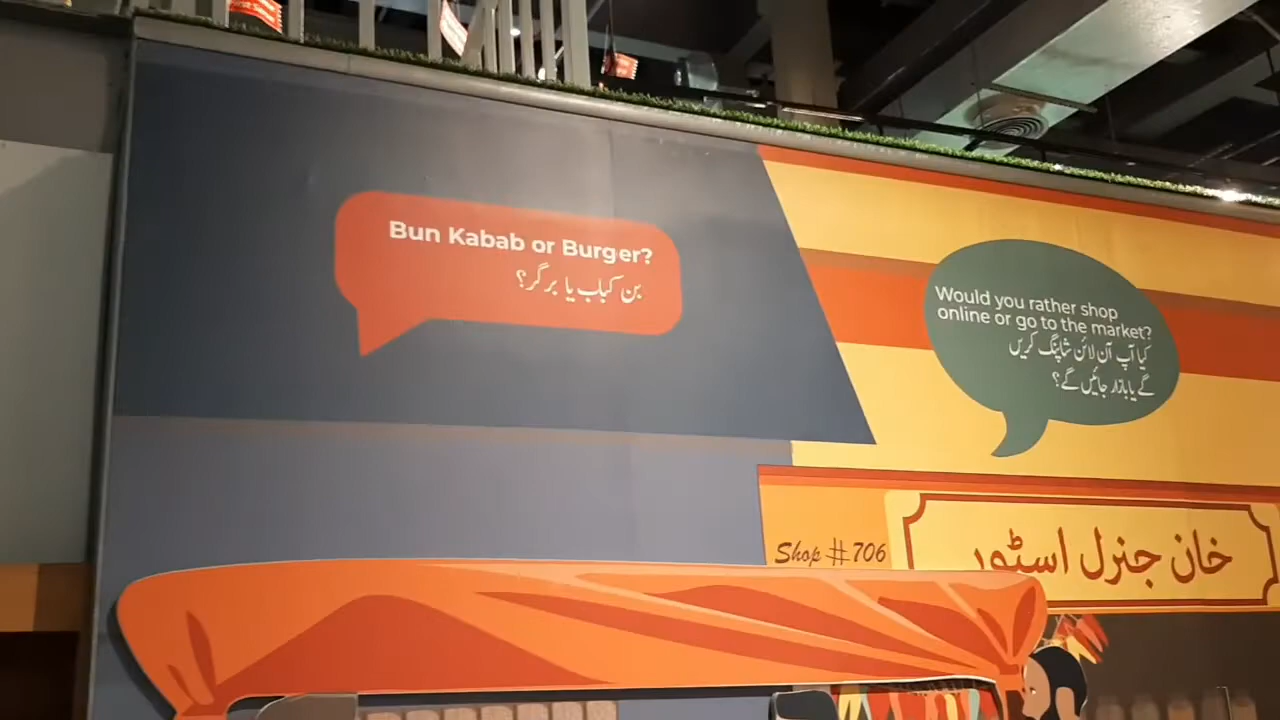 Bun Kabab or Burger?
بن کباب یا برگر؟
Would you rather shop
online or go to the market?
کیا آپ آن لائن شاپنگ کریں
گے یا بازار جائیں گے؟
Shop #706
خان جنرل اسٹور